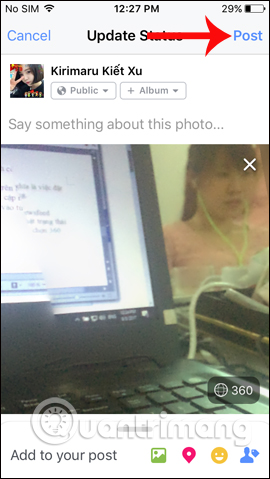 No SIM 12:27 PM 29%
Cancel Update Status Post
Kirimaru Kiết Xu
Public + Album
Say something about this photo...
360
Quantrimang
Add to your post